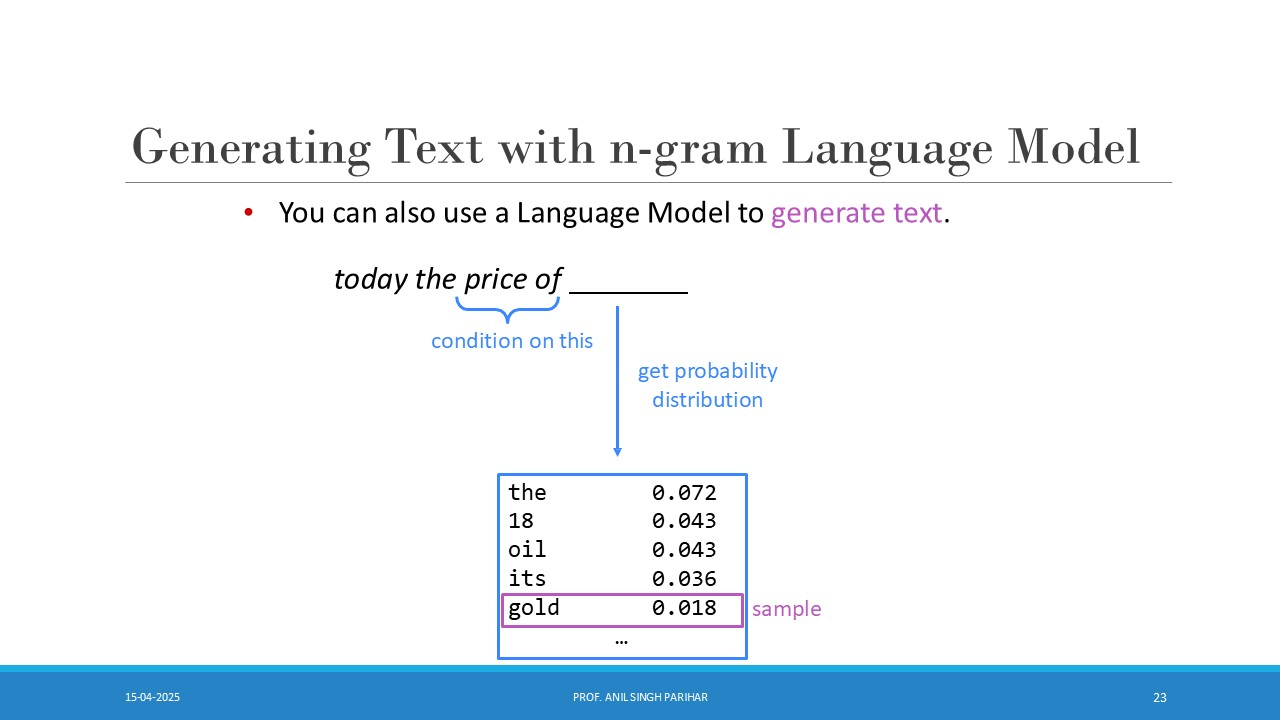 Generating Text with n-gram Language Model
• You can also use a Language Model to generate text.
today the price of ________
condition on this
get probability
distribution
the 0.072
18 0.043
oil 0.043
its 0.036
gold 0.018
sample
…
15-04-2025
PROF. ANIL SINGH PARIHAR
23